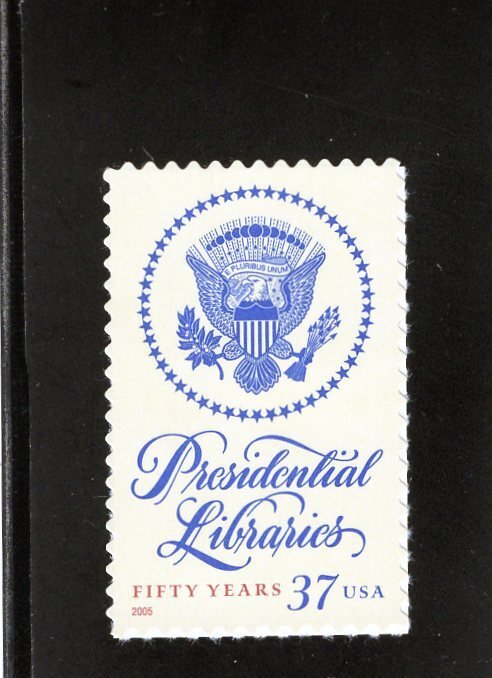 E PLURIBUS UNUM
Presidential
Libraries
FIFTY YEARS 37 USA
2005